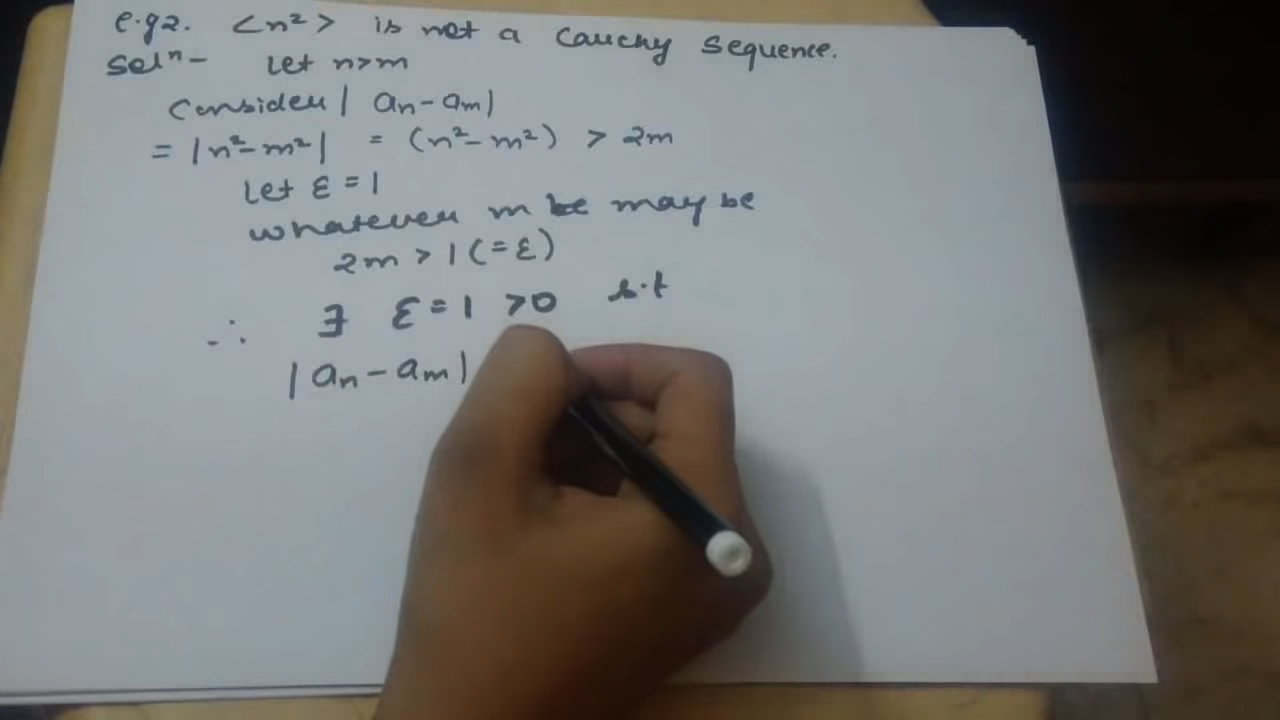 e.g 2. <n²> is not a Cauchy sequence.
Solⁿ- Let n>m
Consider | aₙ - aₘ|
= |n² - m²| = (n² - m²) > 2m
Let ε = 1
whatever m be may be
2m > 1 (= ε)
∴ ∃ ε = 1 >0 s.t
| aₙ - aₘ |